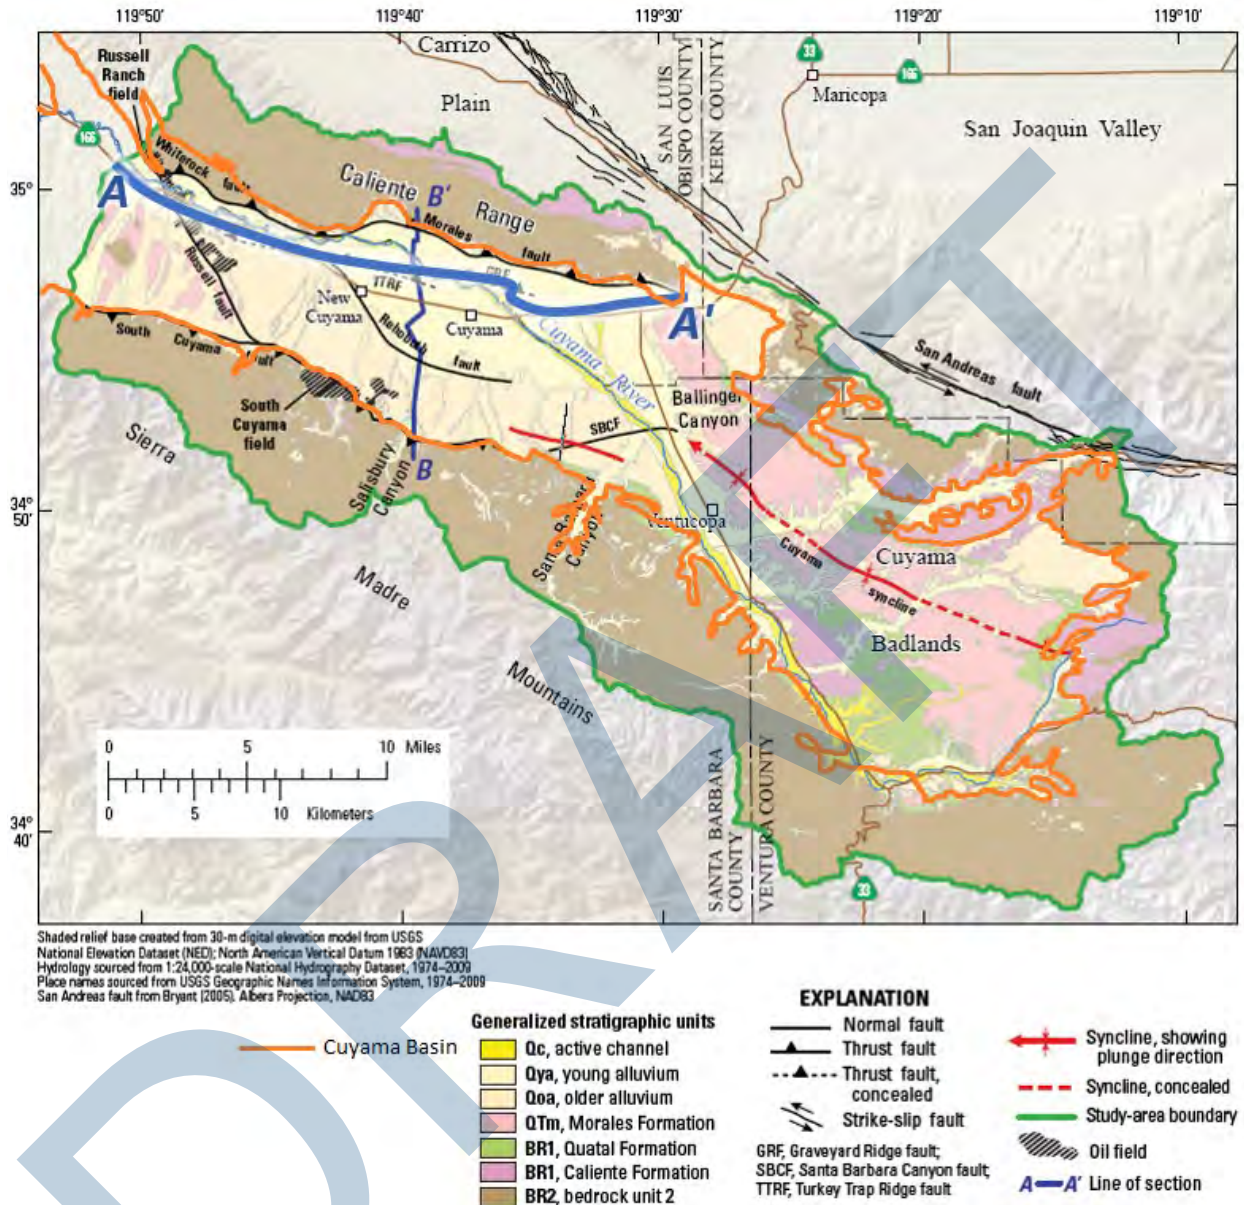 119°50'
119°40'
119°30'
119°20'
119°10'
Russell
Ranch
field
Carrizo
Plain
SAN LUIS
OBISPO COUNTY
KERN COUNTY
33
166
Maricopa
San Joaquin Valley
166
Whiterock fault
35°
A
Caliente
Range
B'
Morales
fault
Russell fault
TTRF
GRF
New
Cuyama
Cuyama
A'
Cuyama River
Rehoboth
fault
South Cuyama fault
San Andreas fault
Ballinger
Canyon
SBCF
South
Cuyama
field
Sierra
Salisbury
Canyon
B
34°
50'
Santa Barbara
Canyon
Ventucopa
Cuyama
syncline
Cuyama
Badlands
Madre
Mountains
0 5 10 Miles
0 5 10 Kilometers
34°
40'
SANTA BARBARA
COUNTY
VENTURA COUNTY
33
DRAFT
Shaded relief base created from 30-m digital elevation model from USGS
National Elevation Dataset (NED); North American Vertical Datum 1983 (NAVD83)
Hydrology sourced from 1:24,000-scale National Hydrography Dataset, 1974–2009
Place names sourced from USGS Geographic Names Information System, 1974–2009
San Andreas fault from Bryant (2005). Albers Projection, NAD83
Cuyama Basin
Generalized stratigraphic units
Qc, active channel
Qya, young alluvium
Qoa, older alluvium
QTm, Morales Formation
BR1, Quatal Formation
BR1, Caliente Formation
BR2, bedrock unit 2
EXPLANATION
Normal fault
Thrust fault
Thrust fault,
concealed
Strike-slip fault
GRF, Graveyard Ridge fault;
SBCF, Santa Barbara Canyon fault;
TTRF, Turkey Trap Ridge fault
Syncline, showing
plunge direction
Syncline, concealed
Study-area boundary
Oil field
A A' Line of section